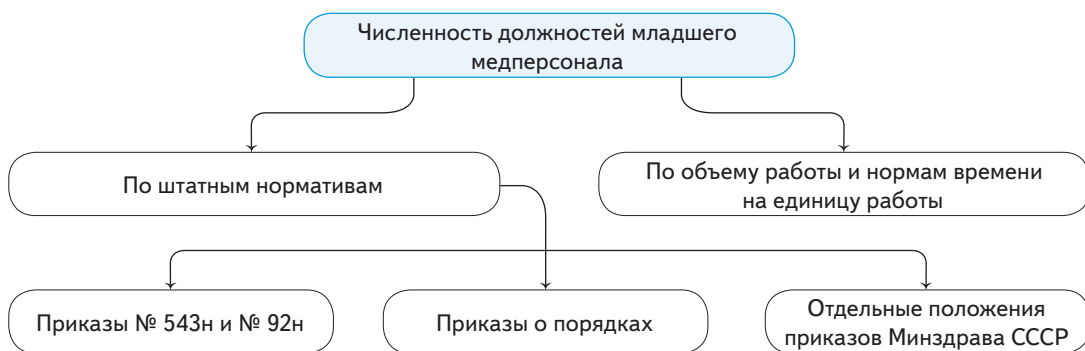 Численность должностей младшего
медперсонала
По штатным нормативам
По объему работы и нормам времени
на единицу работы
Приказы № 543н и № 92н
Приказы о порядках
Отдельные положения
приказов Минздрава СССР